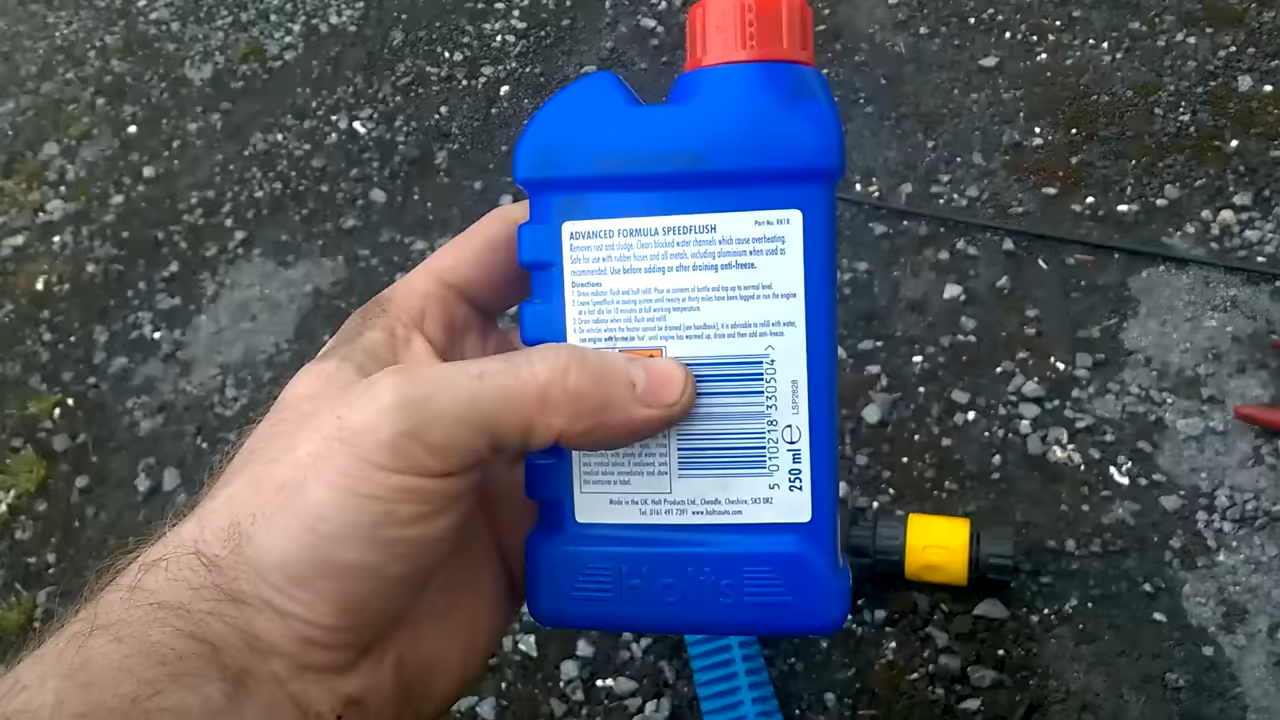 ADVANCED FORMULA SPEEDFLUSH
Part No. RK1R
Removes rust and sludge. Clears blocked water channels which cause overheating.
Safe for use with rubber hoses and all metals, including aluminium when used as
recommended. Use before adding or after draining anti-freeze.
Directions
1. Drain radiator, flush and half refill. Pour in contents of bottle and top up to normal level.
2. Leave Speedflush in cooling system until twenty or thirty miles have been logged or run the engine
at a fast idle for 10 minutes at full working temperature.
3. Drain radiator when cold, flush and refill.
4. On vehicles where the heater cannot be drained (see handbook), it is advisable to refill with water,
run engine with heater on 'hot', until engine has warmed up, drain and then add anti-freeze.
eyes, rinse
immediately with plenty of water and
seek medical advice. If swallowed, seek
medical advice immediately and show
this container or label.
5 010218 330504 >
250 ml e
LSP2828
Made in the UK. Holt Products Ltd., Cheadle, Cheshire, SK3 0RZ
Tel. 0161 491 7391 www.holtsauto.com
Holts